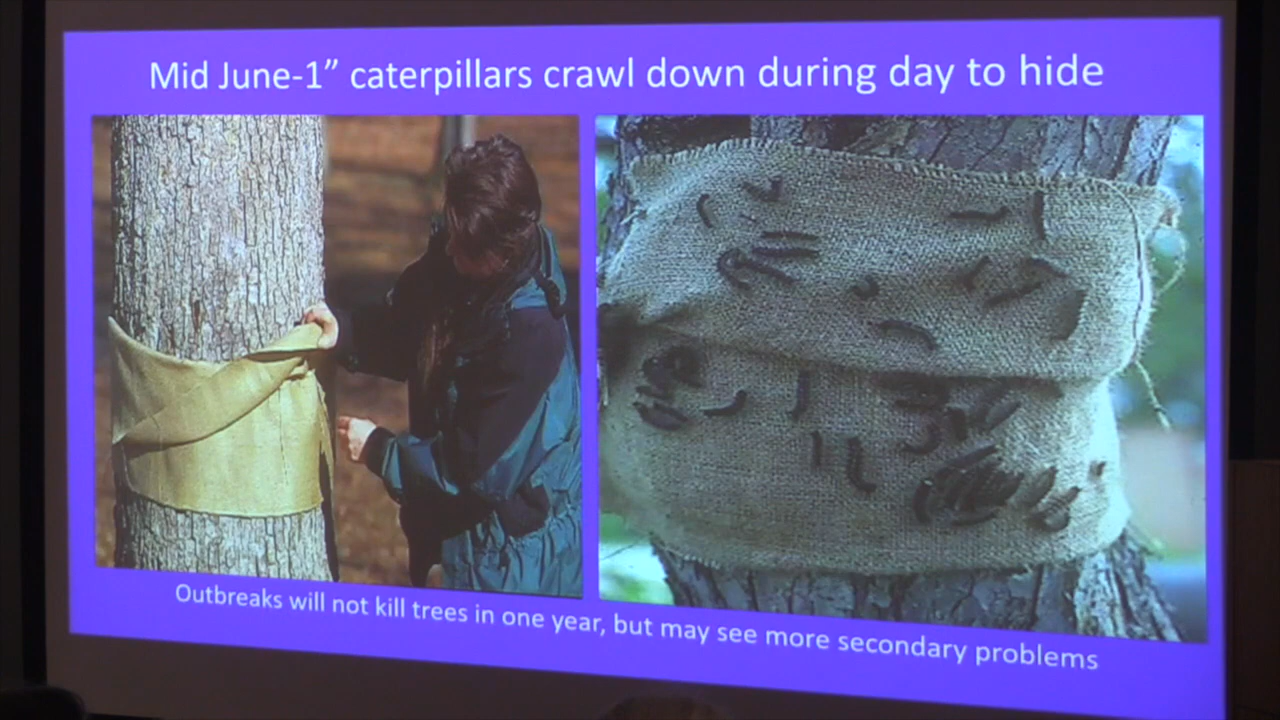 Mid June-1” caterpillars crawl down during day to hide
Outbreaks will not kill trees in one year, but may see more secondary problems